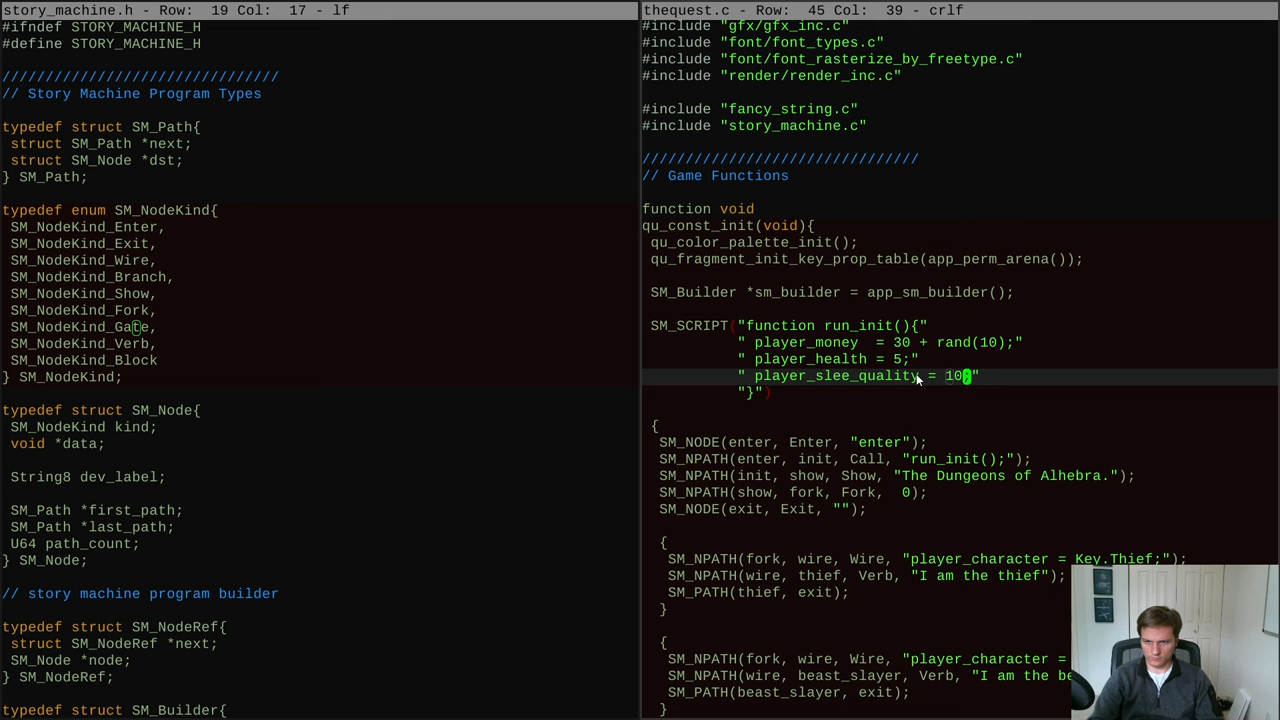 story_machine.h - Row:  19 Col:  17 - lf
#ifndef STORY_MACHINE_H
#define STORY_MACHINE_H
////////////////////////////////
// Story Machine Program Types
typedef struct SM_Path{
 struct SM_Path *next;
 struct SM_Node *dst;
} SM_Path;
typedef enum SM_NodeKind{
 SM_NodeKind_Enter,
 SM_NodeKind_Exit,
 SM_NodeKind_Wire,
 SM_NodeKind_Branch,
 SM_NodeKind_Show,
 SM_NodeKind_Fork,
 SM_NodeKind_Gate,
 SM_NodeKind_Verb,
 SM_NodeKind_Block
} SM_NodeKind;
typedef struct SM_Node{
 SM_NodeKind kind;
 void *data;
 String8 dev_label;
 SM_Path *first_path;
 SM_Path *last_path;
 U64 path_count;
} SM_Node;
// story machine program builder
typedef struct SM_NodeRef{
 struct SM_NodeRef *next;
 SM_Node *node;
} SM_NodeRef;
typedef struct SM_Builder{
thequest.c - Row:  45 Col:  39 - crlf
#include "gfx/gfx_inc.c"
#include "font/font_types.c"
#include "font/font_rasterize_by_freetype.c"
#include "render/render_inc.c"
#include "fancy_string.c"
#include "story_machine.c"
////////////////////////////////
// Game Functions
function void
qu_const_init(void){
 qu_color_palette_init();
 qu_fragment_init_key_prop_table(app_perm_arena());
 SM_Builder *sm_builder = app_sm_builder();
 SM_SCRIPT("function run_init(){"
           " player_money  = 30 + rand(10);"
           " player_health = 5;"
           " player_slee_quality = 10;"
           "}")
 {
  SM_NODE(enter, Enter, "enter");
  SM_NPATH(enter, init, Call, "run_init();");
  SM_NPATH(init, show, Show, "The Dungeons of Alhebra.");
  SM_NPATH(show, fork, Fork,  0);
  SM_NODE(exit, Exit, "");
  {
   SM_NPATH(fork, wire, Wire, "player_character = Key.Thief;");
   SM_NPATH(wire, thief, Verb, "I am the thief");
   SM_PATH(thief, exit);
  }
  {
   SM_NPATH(fork, wire, Wire, "player_character =
   SM_NPATH(wire, beast_slayer, Verb, "I am the be
   SM_PATH(beast_slayer, exit);
  }